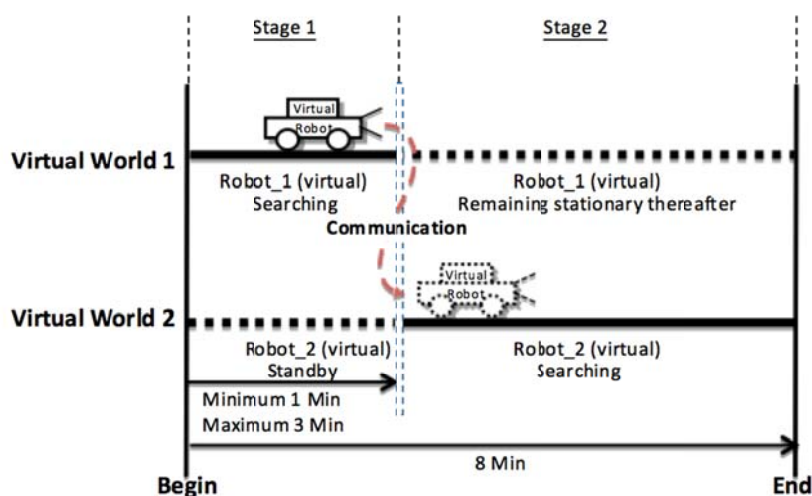 Stage 1
Stage 2
Virtual
Robot
Virtual World 1
Robot_1 (virtual)
Searching
Robot_1 (virtual)
Remaining stationary thereafter
Communication
Virtual
Robot
Virtual World 2
Robot_2 (virtual)
Standby
Robot_2 (virtual)
Searching
Minimum 1 Min
Maximum 3 Min
8 Min
Begin
End